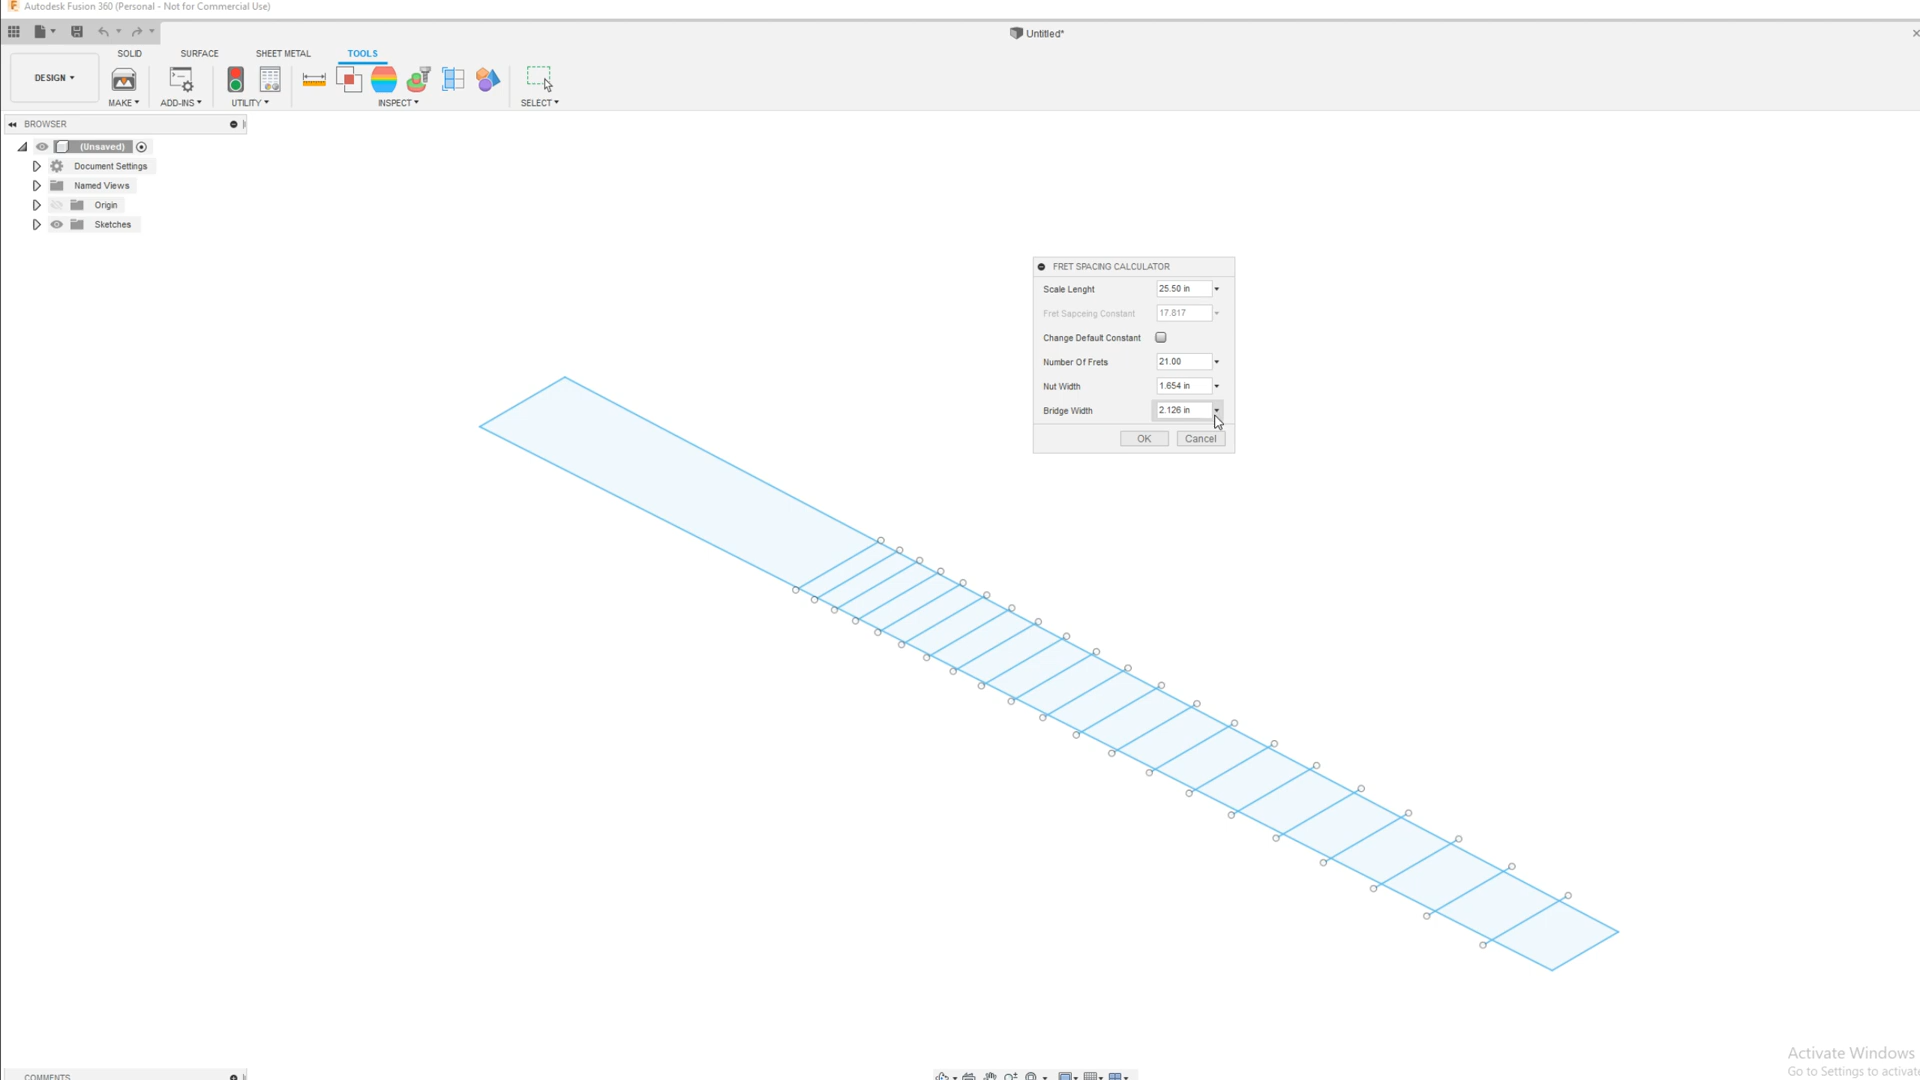 Autodesk Fusion 360 (Personal - Not for Commercial Use)
Untitled*
SOLID SURFACE SHEET METAL TOOLS
DESIGN
MAKE ADD-INS UTILITY INSPECT SELECT
BROWSER
(Unsaved)
Document Settings
Named Views
Origin
Sketches
FRET SPACING CALCULATOR
Scale Lenght 25.50 in
Fret Sapceing Constant 17.817
Change Default Constant
Number Of Frets 21.00
Nut Width 1.654 in
Bridge Width 2.126 in
OK Cancel
Activate Windows
Go to Settings to activate
COMMENTS